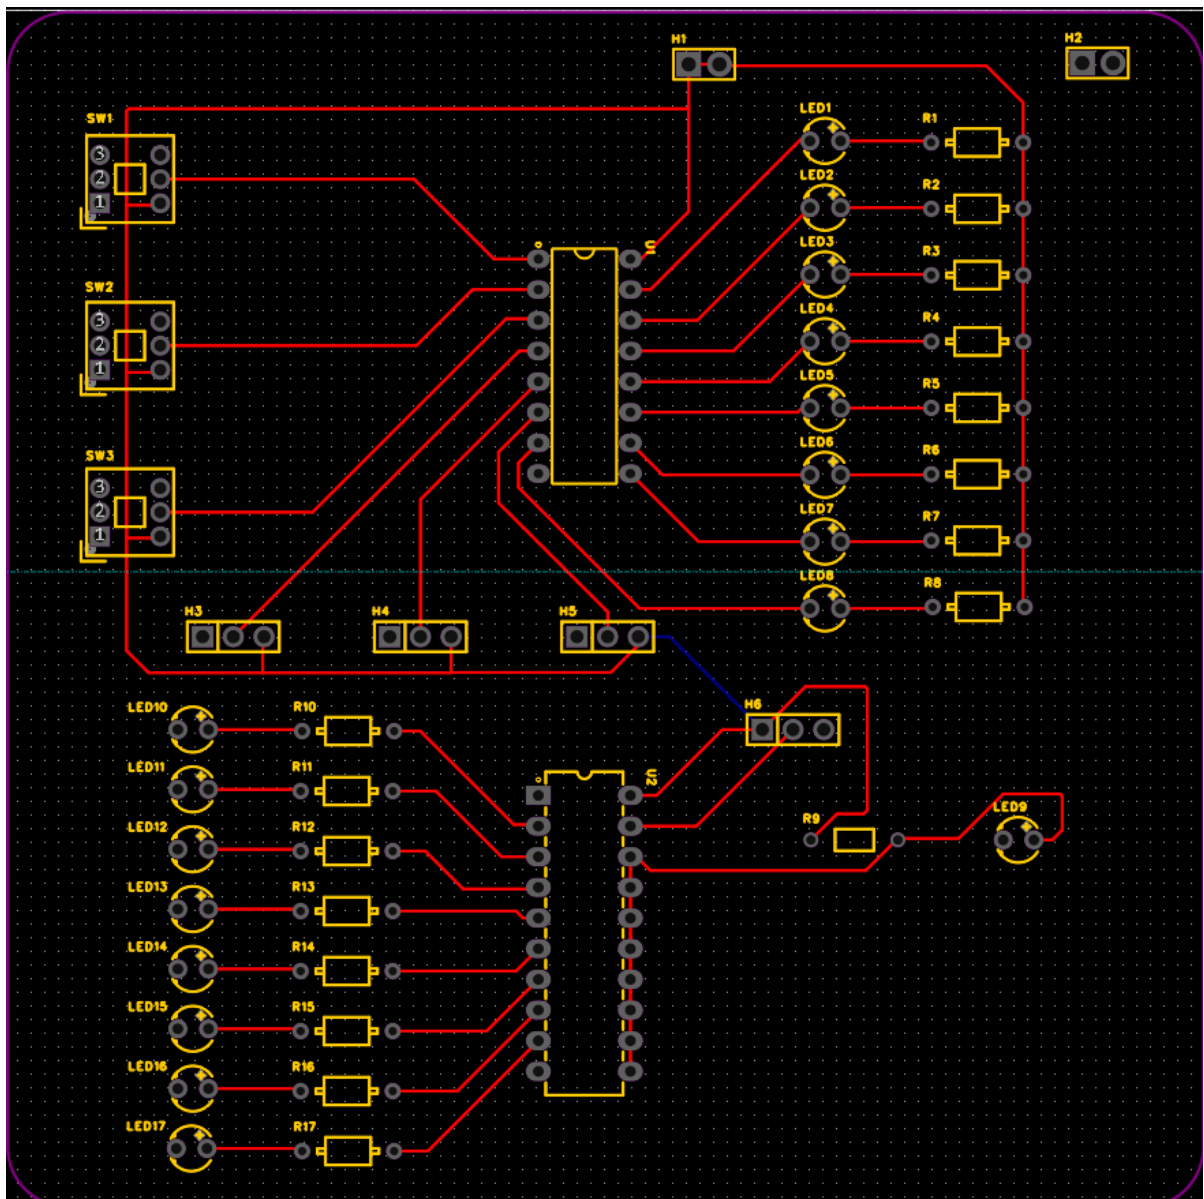 H1
H2
SW1
3
2
1
LED1
R1
LED2
R2
U1
LED3
R3
SW2
3
2
1
LED4
R4
LED5
R5
LED6
R6
SW3
3
2
1
LED7
R7
LED8
R8
H3
H4
H5
LED10
R10
H6
LED11
R11
U2
LED12
R12
R9
LED9
LED13
R13
LED14
R14
LED15
R15
LED16
R16
LED17
R17